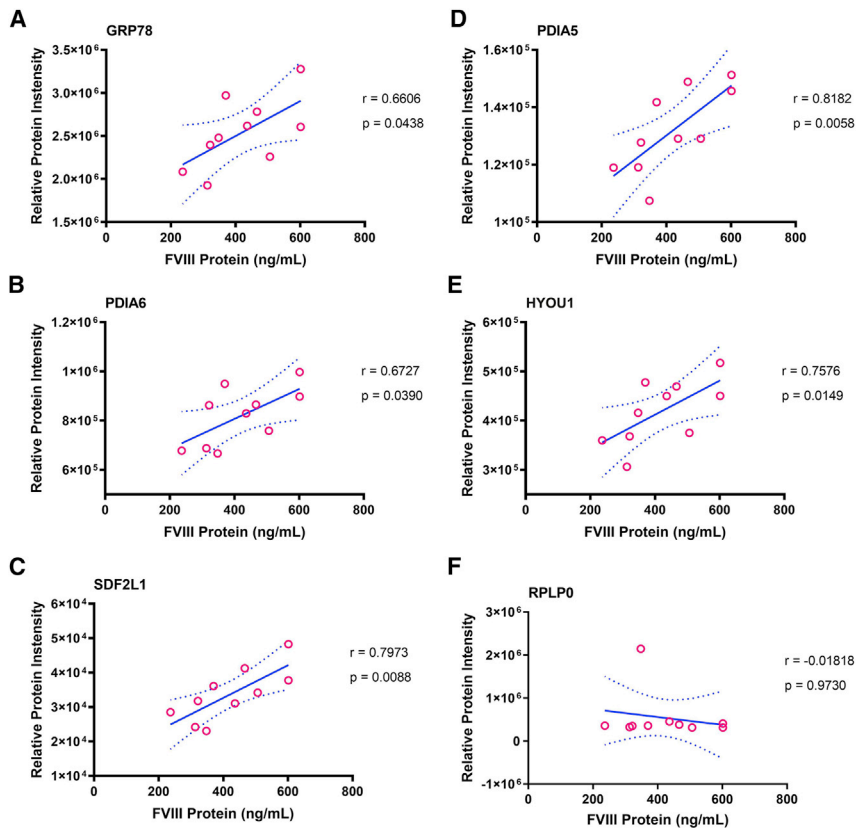 A
GRP78
Relative Protein Instensity
3.5×10⁶
3.0×10⁶
2.5×10⁶
2.0×10⁶
1.5×10⁶
0 200 400 600 800
FVIII Protein (ng/mL)
r = 0.6606
p = 0.0438
D
PDIA5
Relative Protein Instensity
1.6×10⁵
1.4×10⁵
1.2×10⁵
1×10⁵
0 200 400 600 800
FVIII Protein (ng/mL)
r = 0.8182
p = 0.0058
B
PDIA6
Relative Protein Intensity
1.2×10⁶
1×10⁶
8×10⁵
6×10⁵
0 200 400 600 800
FVIII Protein (ng/mL)
r = 0.6727
p = 0.0390
E
HYOU1
Relative Protein Intensity
6×10⁵
5×10⁵
4×10⁵
3×10⁵
0 200 400 600 800
FVIII Protein (ng/mL)
r = 0.7576
p = 0.0149
C
SDF2L1
Relative Protein Intensity
6×10⁴
5×10⁴
4×10⁴
3×10⁴
2×10⁴
1×10⁴
0 200 400 600 800
FVIII Protein (ng/mL)
r = 0.7973
p = 0.0088
F
RPLP0
Relative Protein Instensity
3×10⁶
2×10⁶
1×10⁶
0
-1×10⁶
0 200 400 600 800
FVIII Protein (ng/mL)
r = -0.01818
p = 0.9730